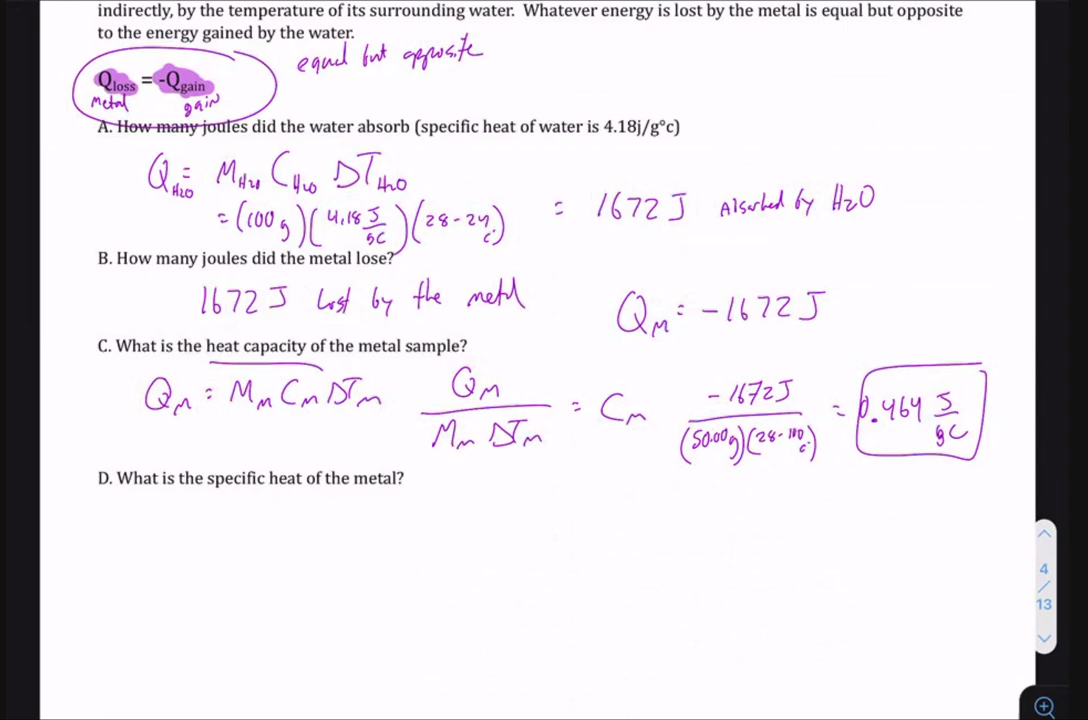 indirectly, by the temperature of its surrounding water.  Whatever energy is lost by the metal is equal but opposite
to the energy gained by the water.
equal but opposite
Qloss = -Qgain
metal gain
A. How many joules did the water absorb (specific heat of water is 4.18j/g°c)
QH2O = MH2O CH2O ΔTH2O
= (100g)(4.18 J/gC)(28-24C) = 1672 J Absorbed by H2O
B. How many joules did the metal lose?
1672 J lost by the metal QM = -1672 J
C. What is the heat capacity of the metal sample?
QM = MM CM ΔTM QM/MM ΔTM = CM -1672J/(50.00g)(28-100C) = 0.464 J/gC
D. What is the specific heat of the metal?
4
/
13